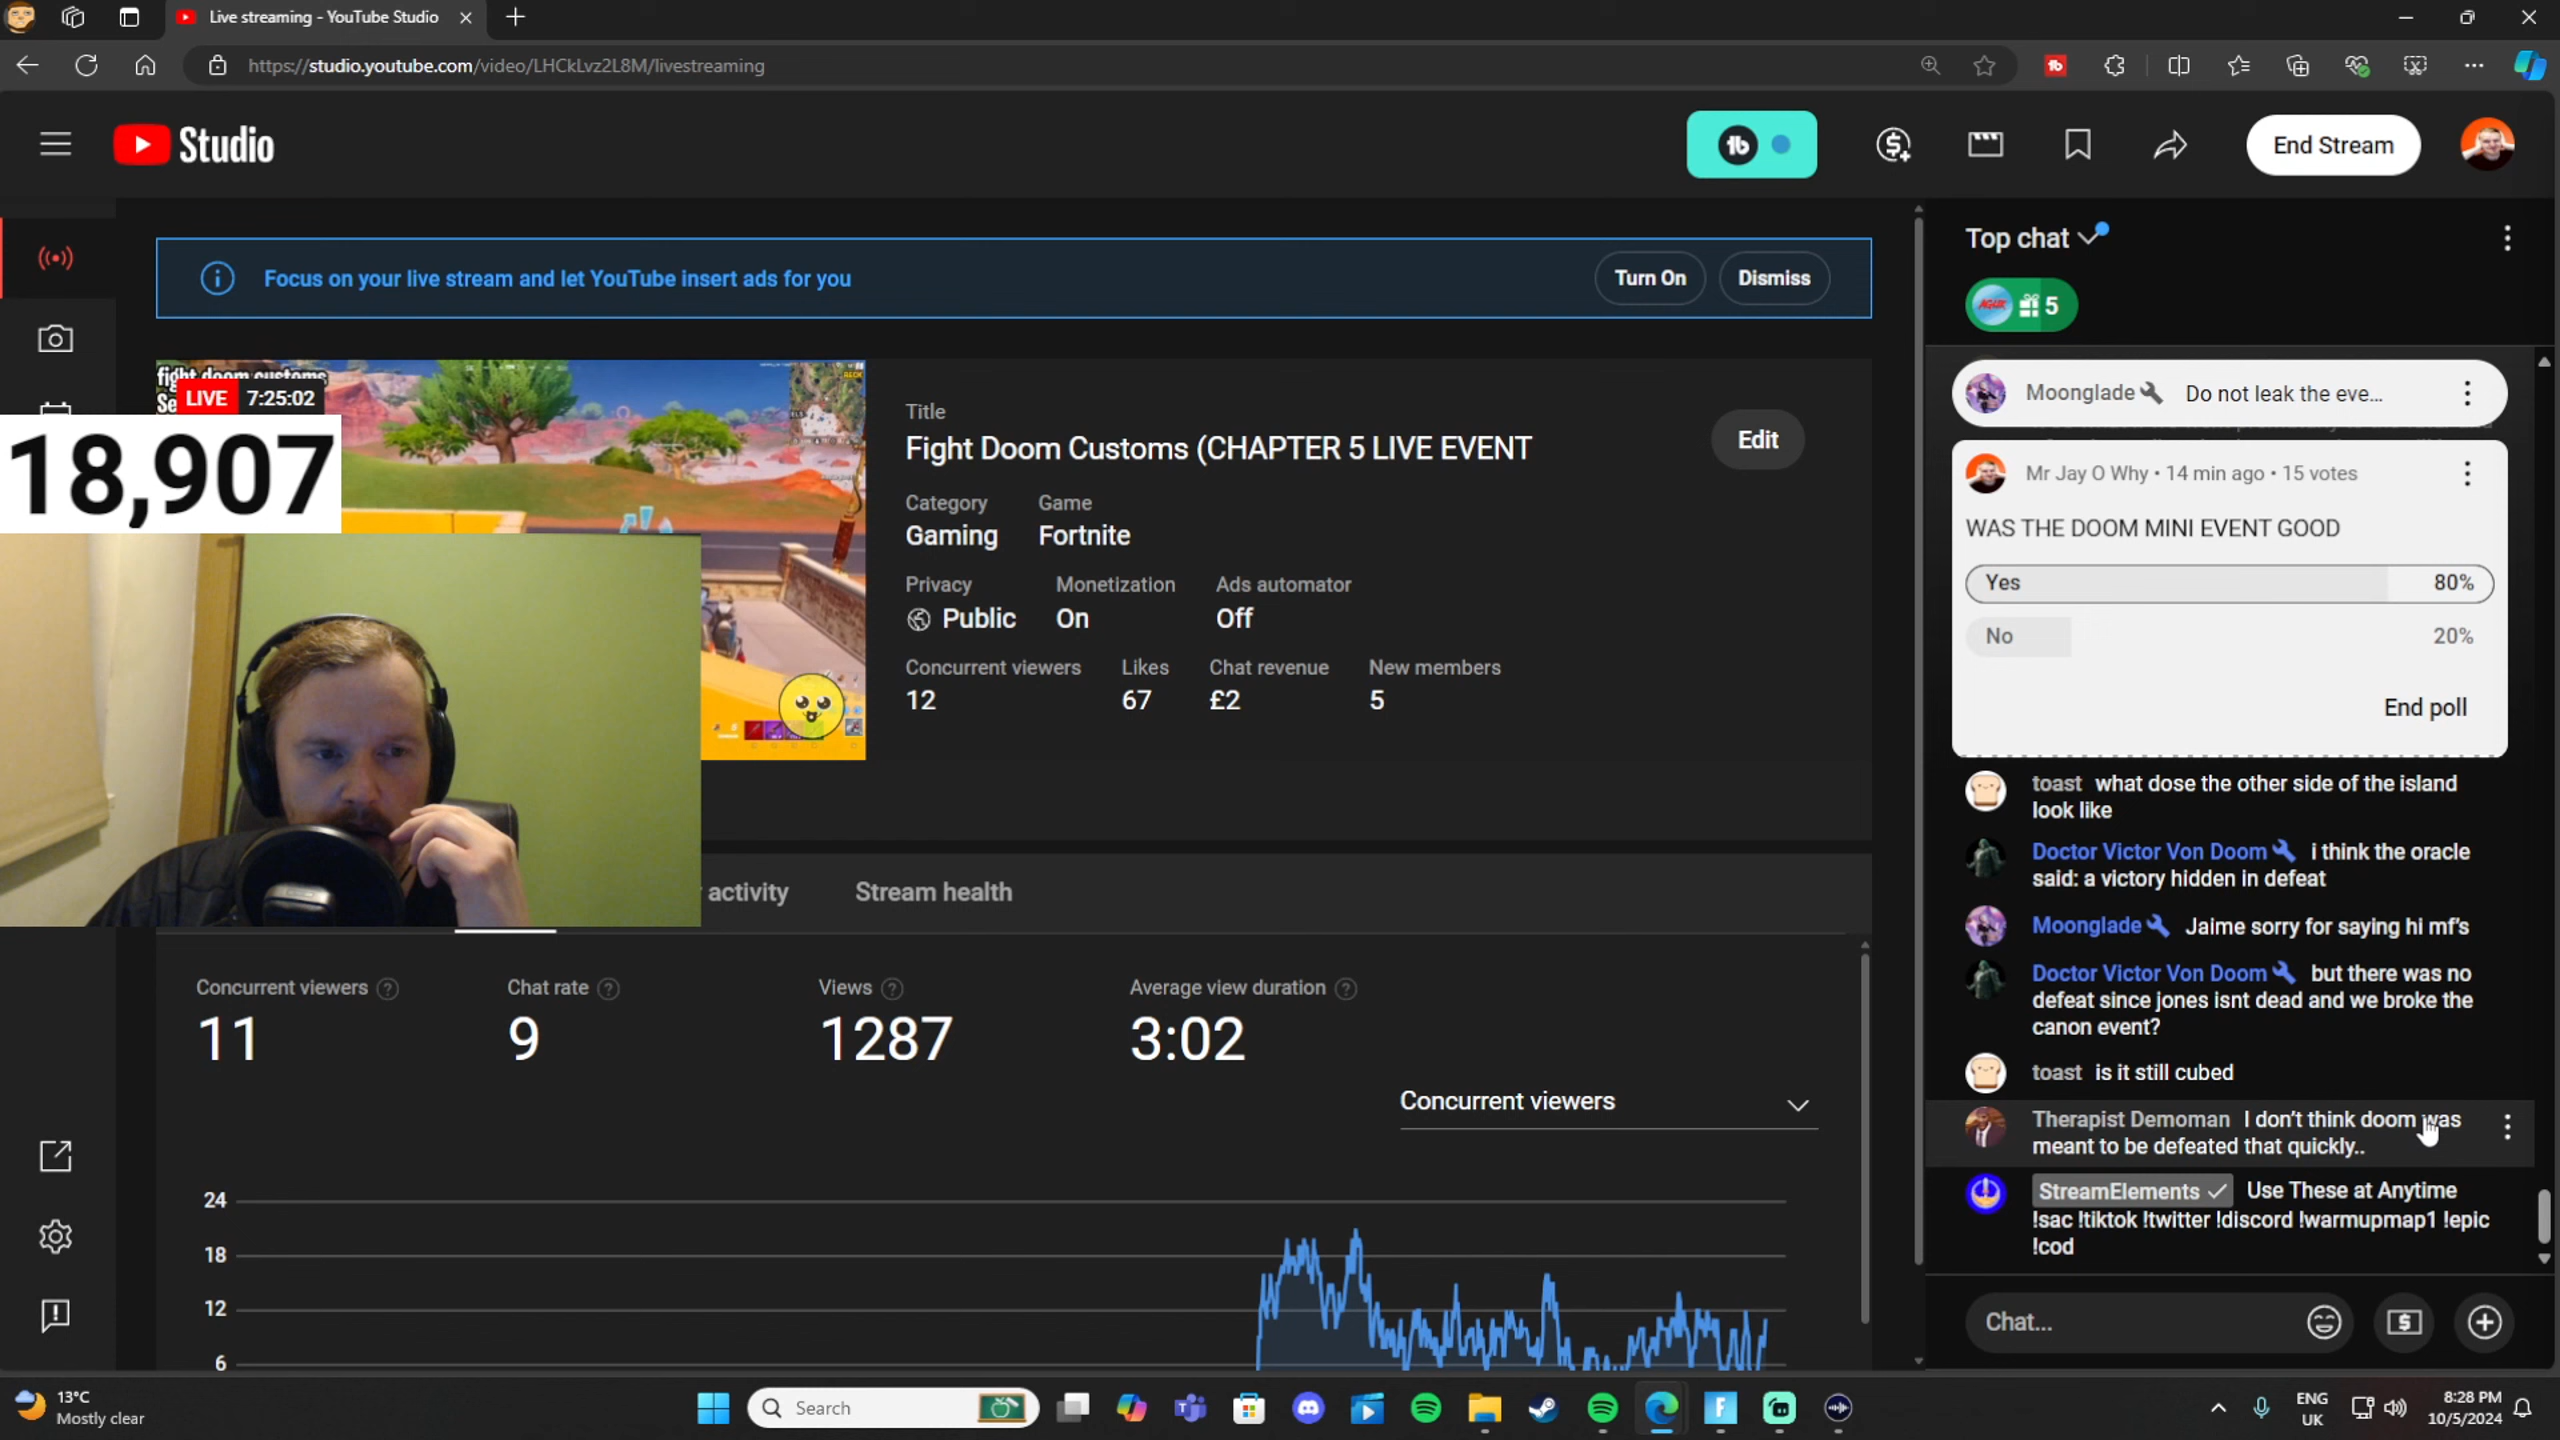 Live streaming - YouTube Studio
https://studio.youtube.com/video/LHCkLvz2L8M/livestreaming
Studio
End Stream
Focus on your live stream and let YouTube insert ads for you
Turn On
Dismiss
fight doom customs
LIVE 7:25:02
18,907
Title
Fight Doom Customs (CHAPTER 5 LIVE EVENT
Edit
Category
Gaming
Game
Fortnite
Privacy
Public
Monetization
On
Ads automator
Off
Concurrent viewers
12
Likes
67
Chat revenue
£2
New members
5
activity
Stream health
Concurrent viewers
11
Chat rate
9
Views
1287
Average view duration
3:02
Concurrent viewers
24
18
12
6
Top chat
5
Moonglade Do not leak the eve...
Mr Jay O Why • 14 min ago • 15 votes
WAS THE DOOM MINI EVENT GOOD
Yes 80%
No 20%
End poll
toast what dose the other side of the island
look like
Doctor Victor Von Doom i think the oracle
said: a victory hidden in defeat
Moonglade Jaime sorry for saying hi mf's
Doctor Victor Von Doom but there was no
defeat since jones isnt dead and we broke the
canon event?
toast is it still cubed
Therapist Demoman I don't think doom was
meant to be defeated that quickly..
StreamElements Use These at Anytime
!sac !tiktok !twitter !discord !warmupmap1 !epic
!cod
Chat...
13°C
Mostly clear
Search
ENG
UK
8:28 PM
10/5/2024